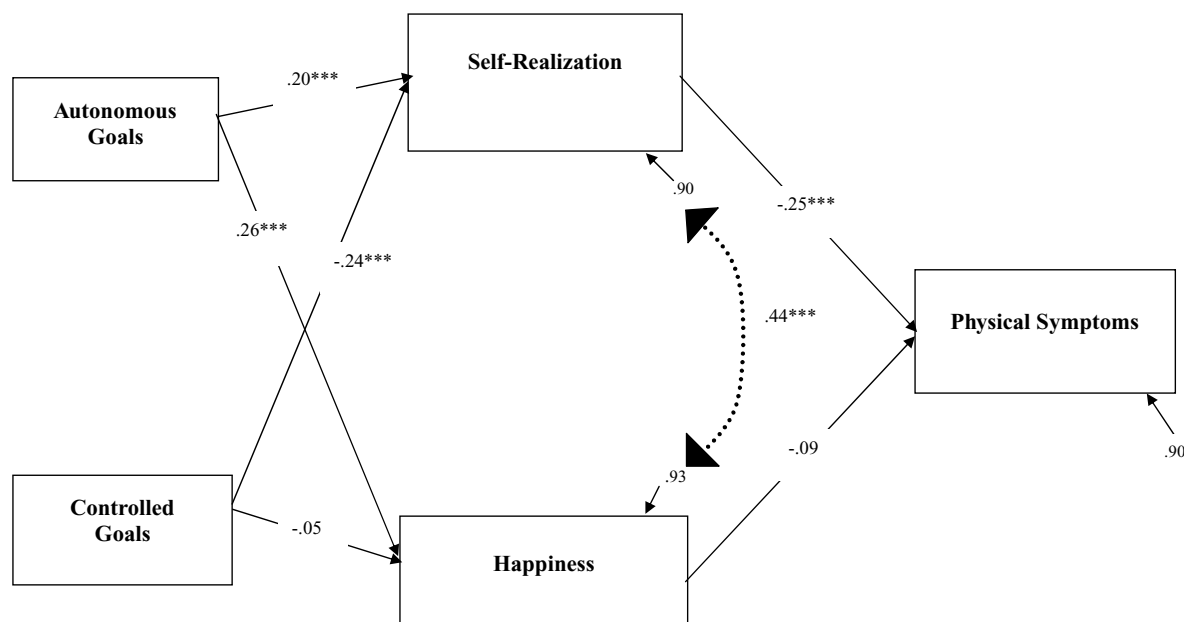 Self-Realization
.20***
Autonomous
Goals
.90
-.25***
.26***
-.24***
.44***
Physical Symptoms
-.09
.90
.93
Controlled
Goals
-.05
Happiness